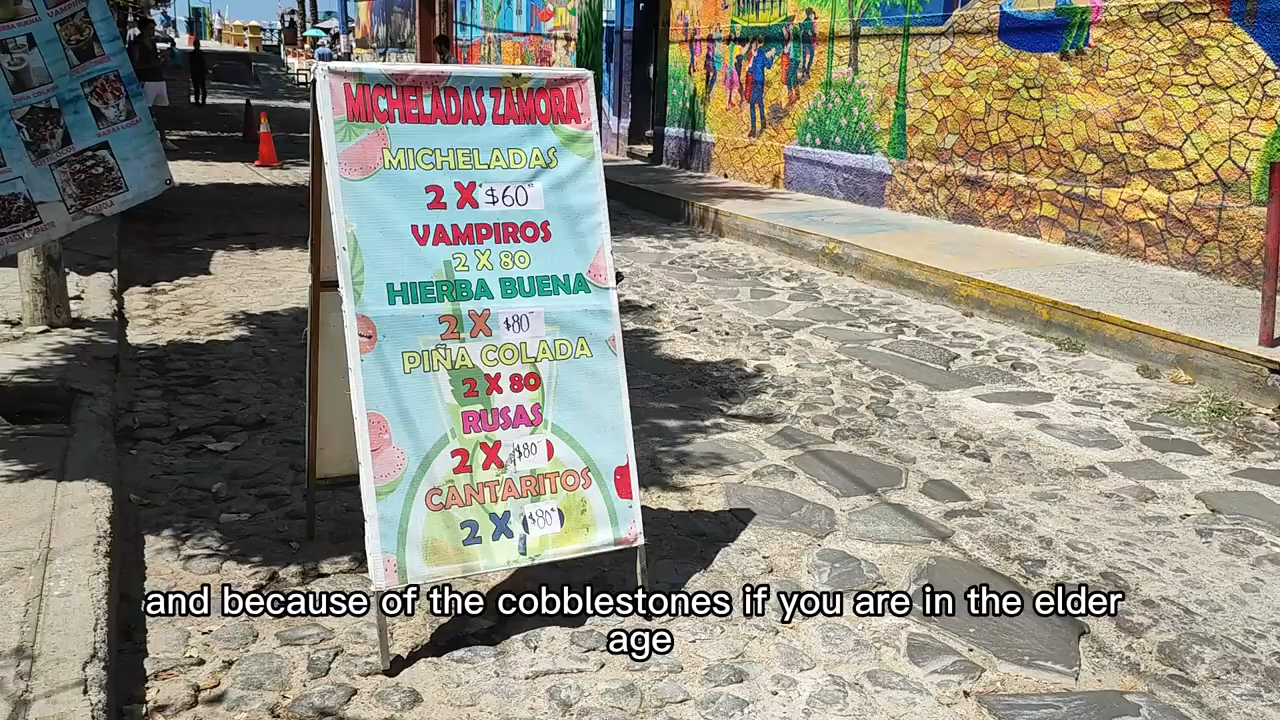 MICHELADAS ZAMORA
MICHELADAS
2 X $60
VAMPIROS
2 X 80
HIERBA BUENA
2 X $80
PIÑA COLADA
2 X 80
RUSAS
2 X $80
CANTARITOS
2 X $80
and because of the cobblestones if you are in the elder
age